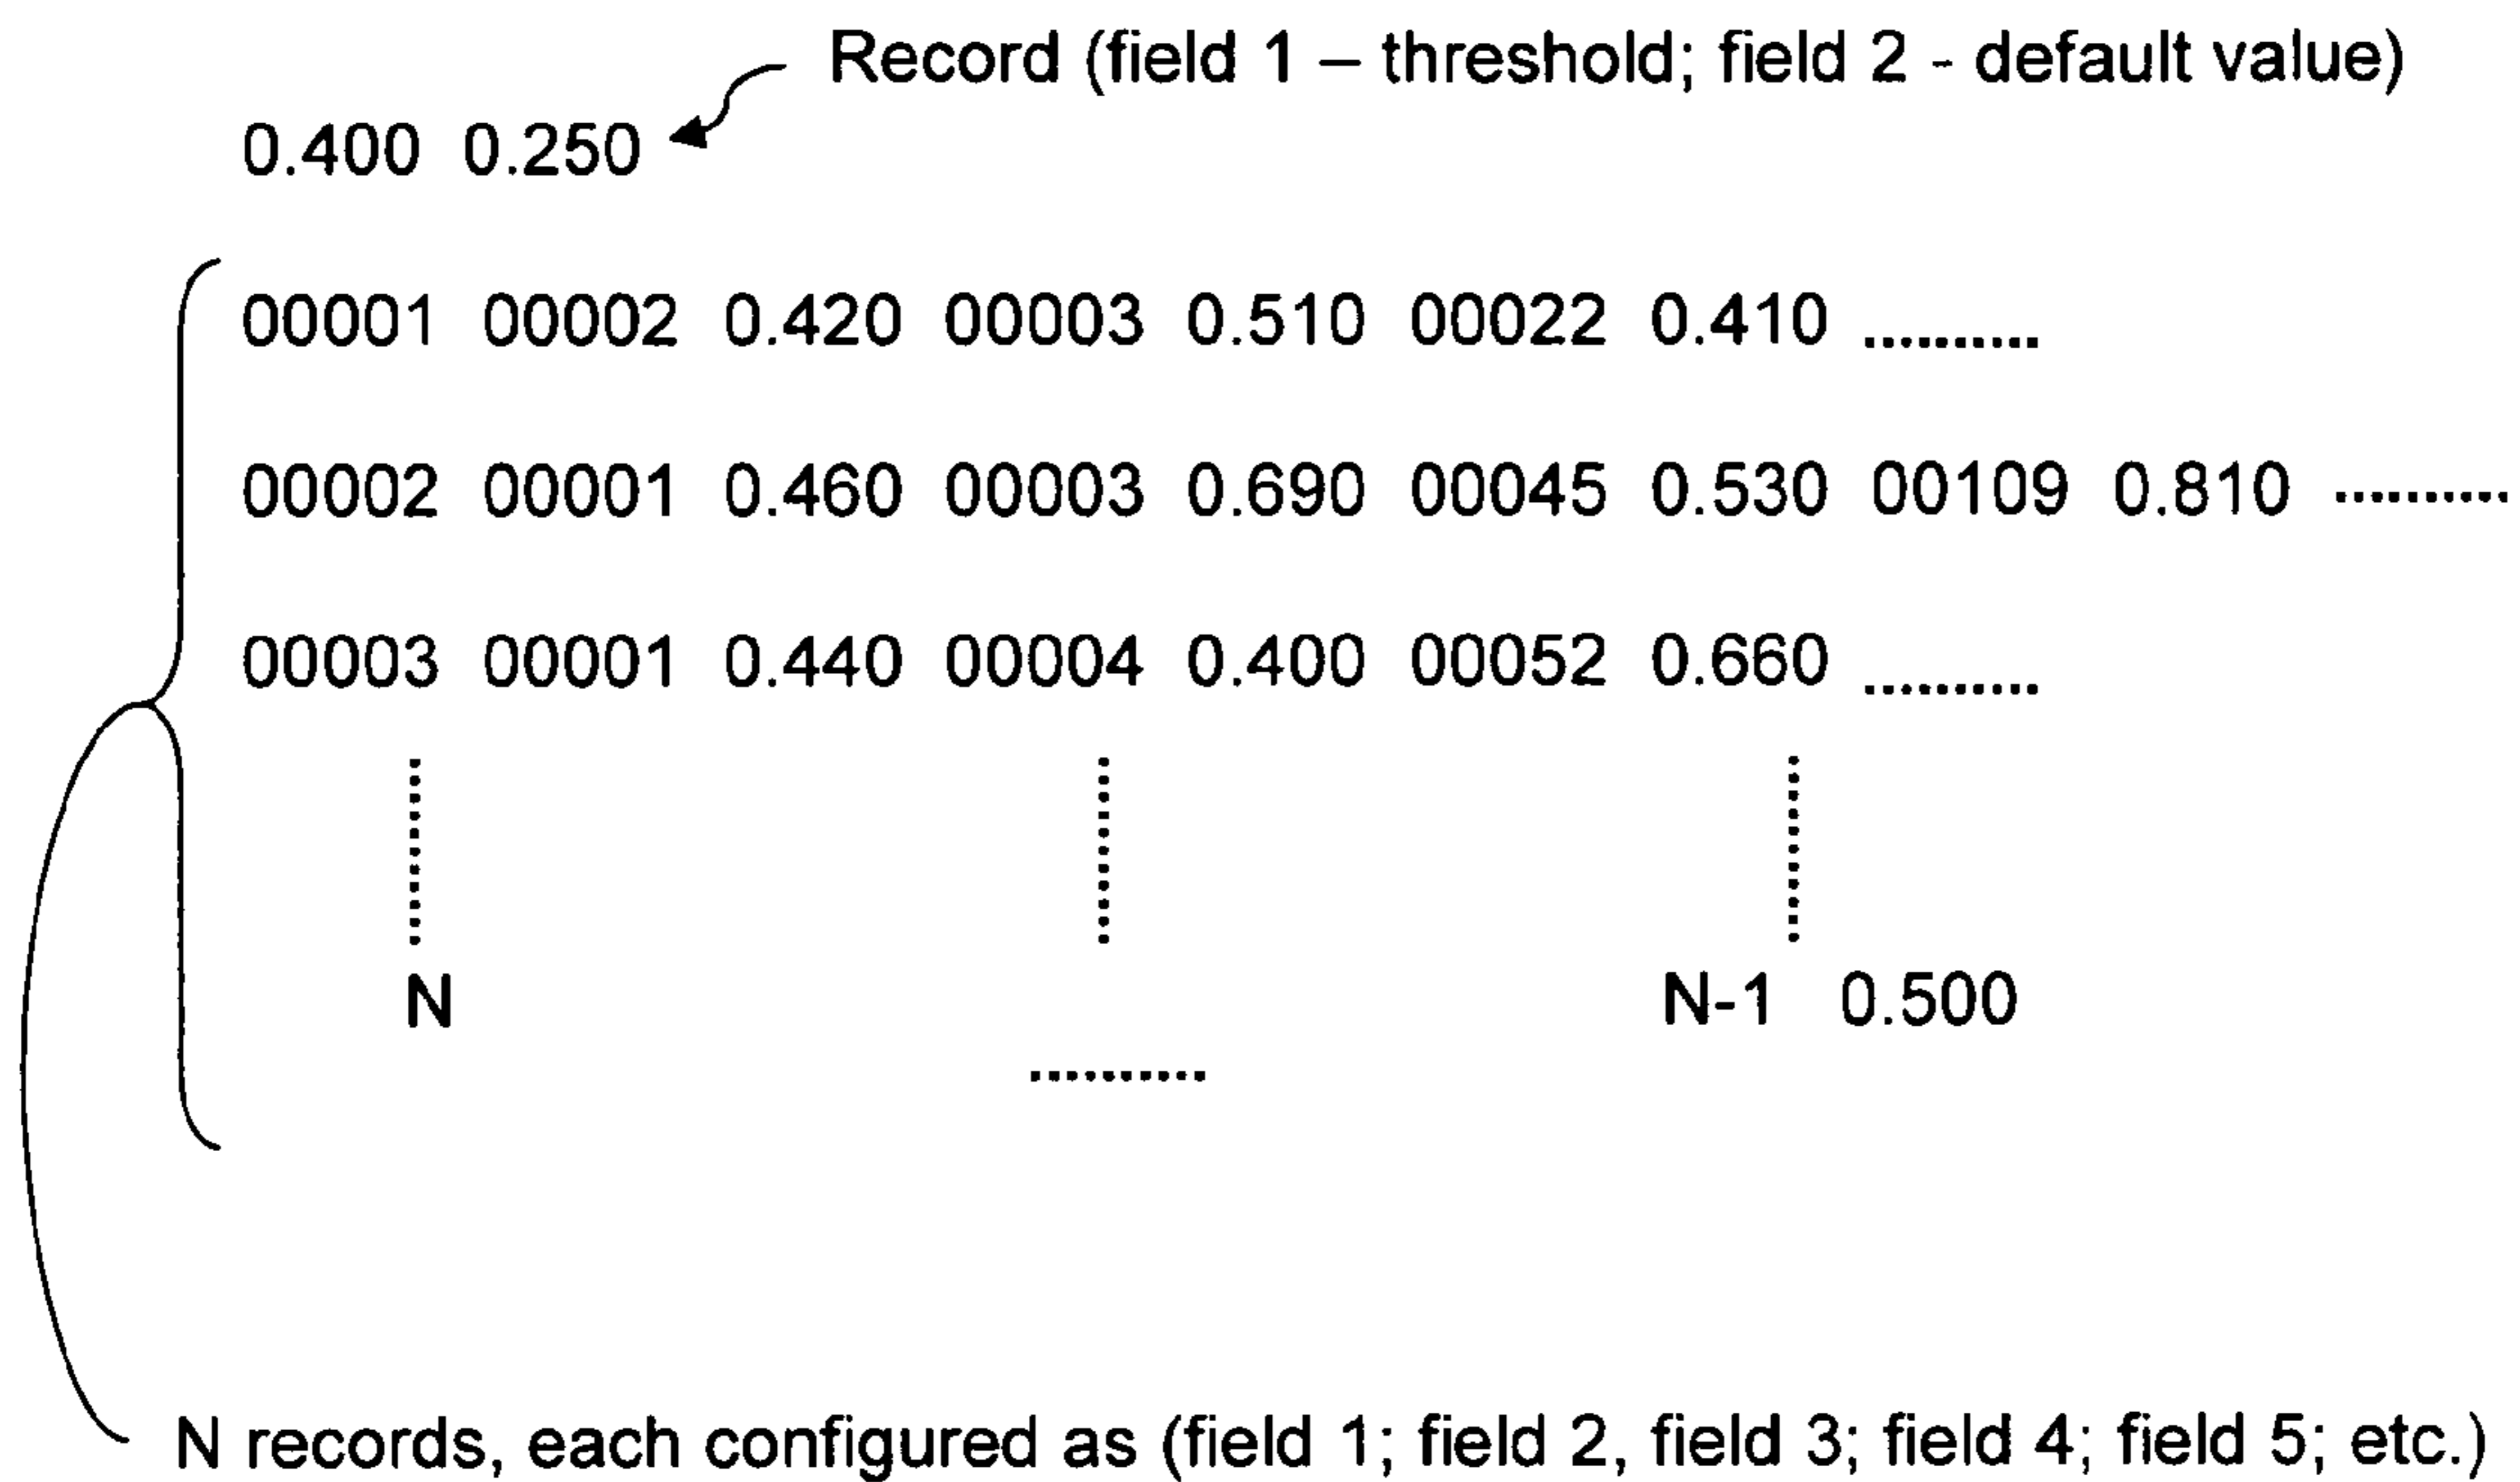 Record (field 1 – threshold; field 2 - default value)
0.400 0.250
00001 00002 0.420 00003 0.510 00022 0.410 ..........
00002 00001 0.460 00003 0.690 00045 0.530 00109 0.810 ..........
00003 00001 0.440 00004 0.400 00052 0.660 ..........
N N-1 0.500
..........
N records, each configured as (field 1; field 2, field 3; field 4; field 5; etc.)